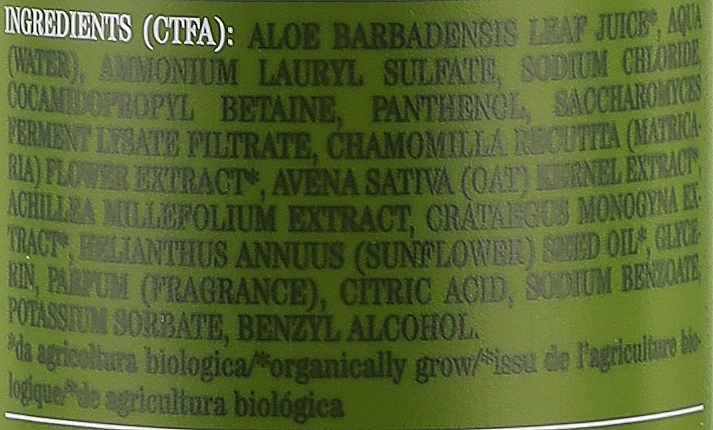 INGREDIENTS (CTFA): ALOE BARBADENSIS LEAF JUICE*, AQUA
(WATER), AMMONIUM LAURYL SULFATE, SODIUM CHLORIDE,
COCAMIDOPROPYL BETAINE, PANTHENOL, SACCHAROMYCES
FERMENT LYSATE FILTRATE, CHAMOMILLA RECUTITA (MATRICA-
RIA) FLOWER EXTRACT*, AVENA SATIVA (OAT) KERNEL EXTRACT*,
ACHILLEA MILLEFOLIUM EXTRACT, CRATAEGUS MONOGYNA EX-
TRACT*, HELIANTHUS ANNUUS (SUNFLOWER) SEED OIL*, GLYCE-
RIN, PARFUM (FRAGRANCE), CITRIC ACID, SODIUM BENZOATE,
POTASSIUM SORBATE, BENZYL ALCOHOL.
*da agricoltura biologica/*organically grow/*issu de l'agriculture bio-
logique/*de agricultura biológica